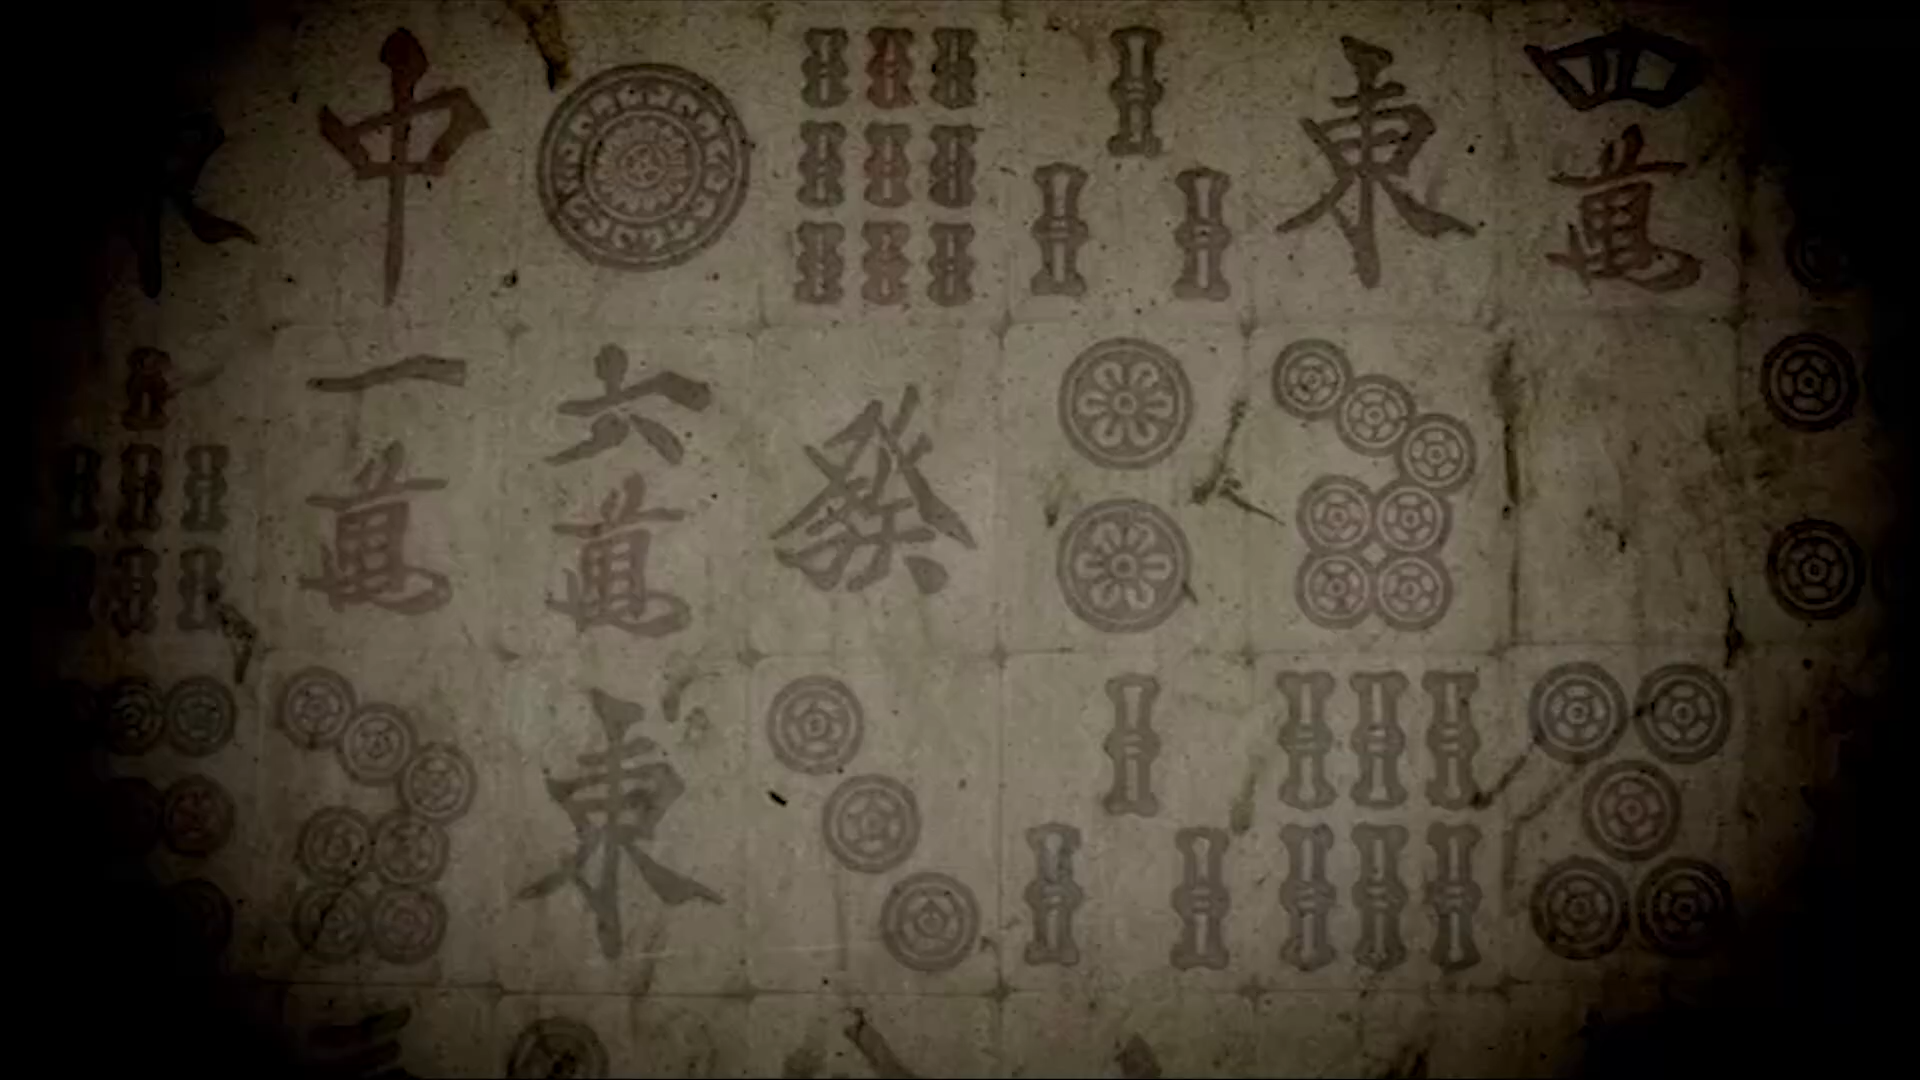 中 東 四萬
一萬 六萬 發
東